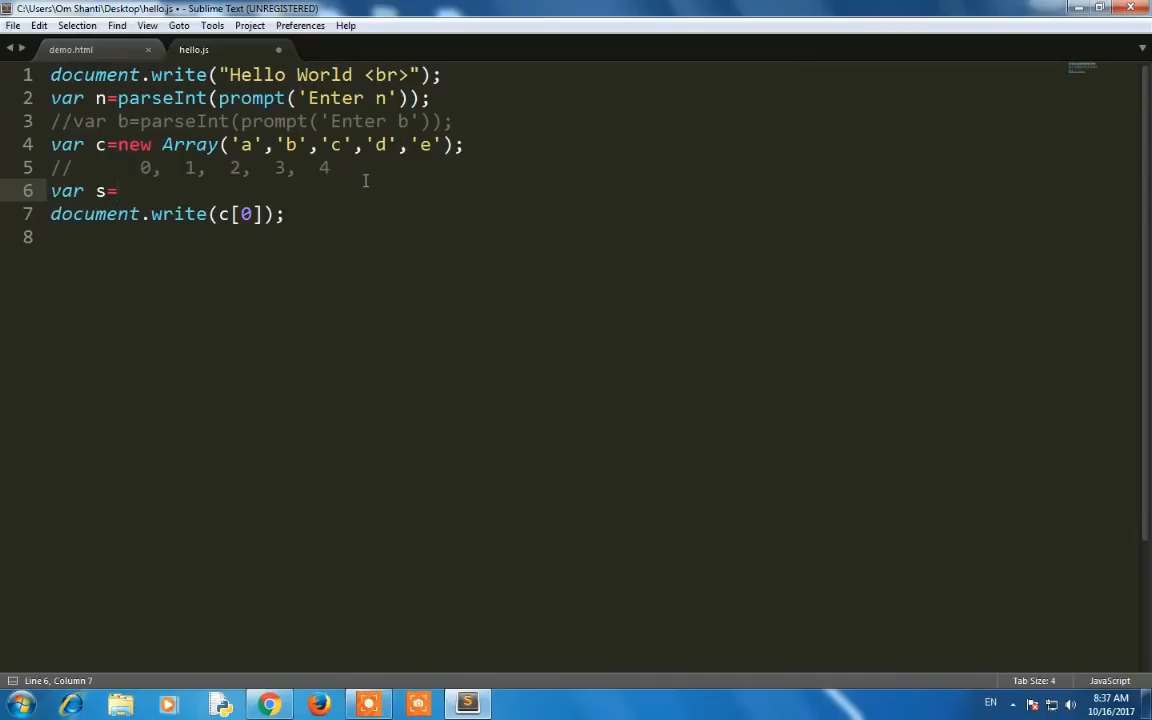 C:\Users\Om Shanti\Desktop\hello.js • - Sublime Text (UNREGISTERED)
File Edit Selection Find View Goto Tools Project Preferences Help
demo.html × hello.js
1 document.write("Hello World <br>");
2 var n=parseInt(prompt('Enter n'));
3 //var b=parseInt(prompt('Enter b'));
4 var c=new Array('a','b','c','d','e');
5 // 0, 1, 2, 3, 4
6 var s=
7 document.write(c[0]);
8
Line 6, Column 7 Tab Size: 4 JavaScript
EN 8:37 AM
10/16/2017